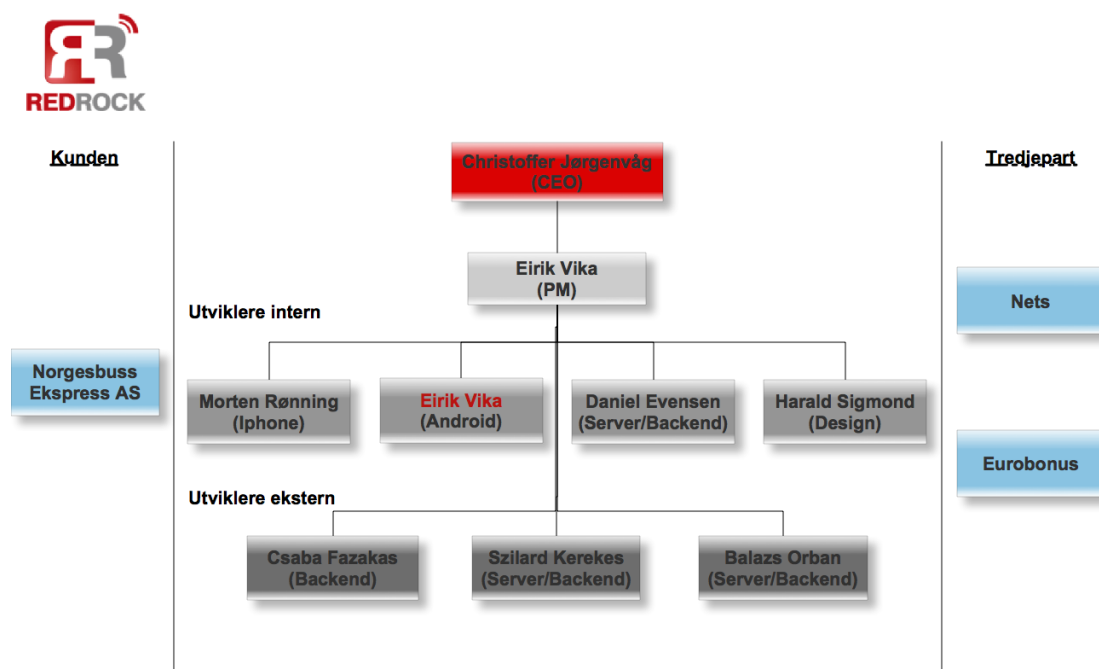 REDROCK
Kunden
Tredjepart
Christoffer Jørgenvåg
(CEO)
Eirik Vika
(PM)
Nets
Utviklere intern
Norgesbuss
Ekspress AS
Morten Rønning
(Iphone)
Eirik Vika
(Android)
Daniel Evensen
(Server/Backend)
Harald Sigmond
(Design)
Eurobonus
Utviklere ekstern
Csaba Fazakas
(Backend)
Szilard Kerekes
(Server/Backend)
Balazs Orban
(Server/Backend)